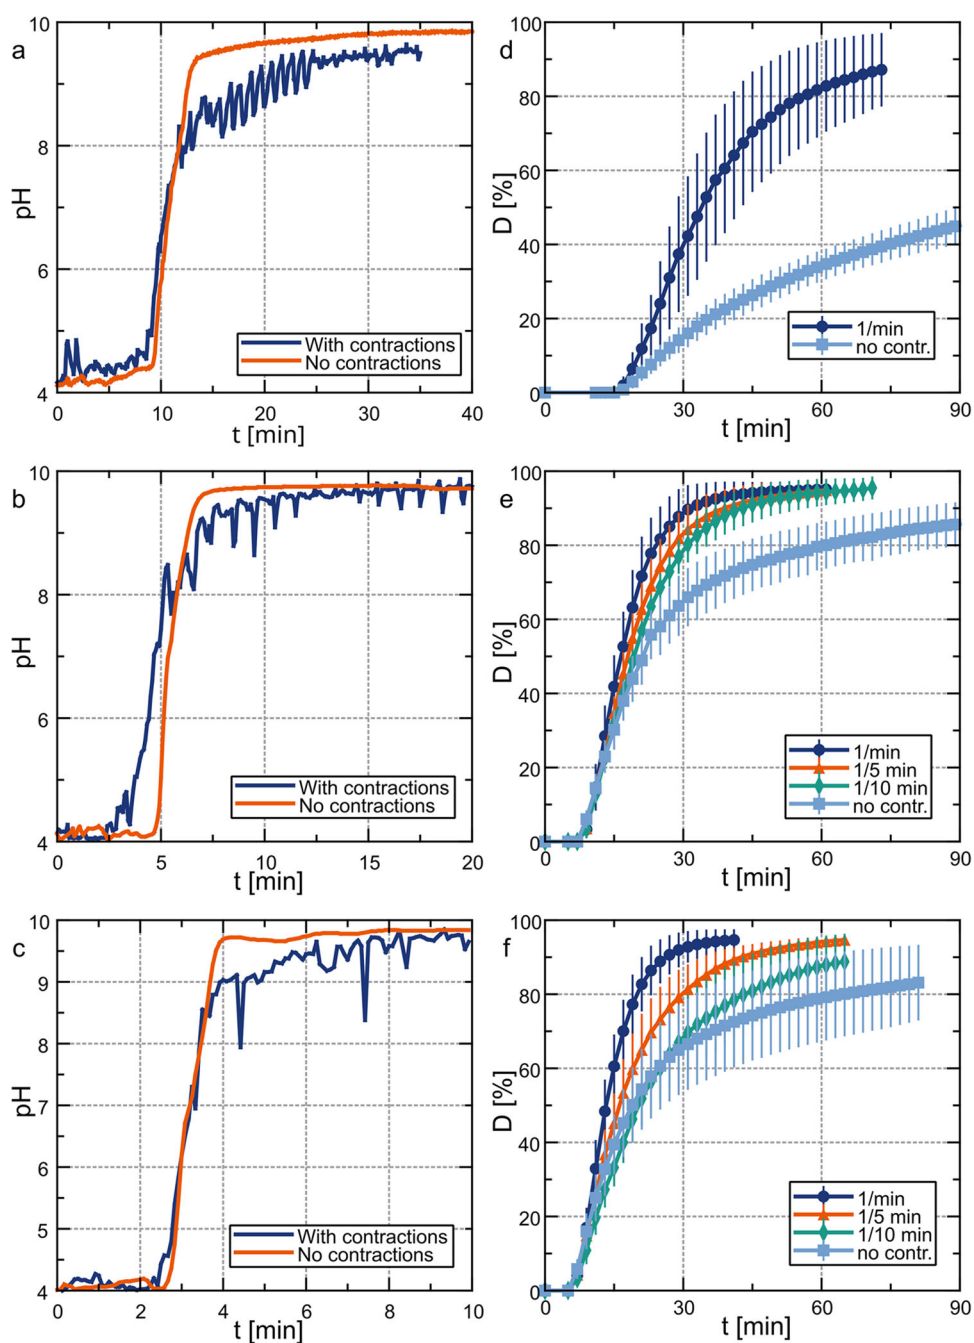 a
10
8
6
4
pH
With contractions
No contractions
0 10 20 30 40
t [min]
d
100
80
60
40
20
0
D [%]
1/min
no contr.
0 30 60 90
t [min]
b
10
8
6
4
pH
With contractions
No contractions
0 5 10 15 20
t [min]
e
100
80
60
40
20
0
D [%]
1/min
1/5 min
1/10 min
no contr.
0 30 60 90
t [min]
c
10
9
8
7
6
5
4
pH
With contractions
No contractions
0 2 4 6 8 10
t [min]
f
100
80
60
40
20
0
D [%]
1/min
1/5 min
1/10 min
no contr.
0 30 60 90
t [min]